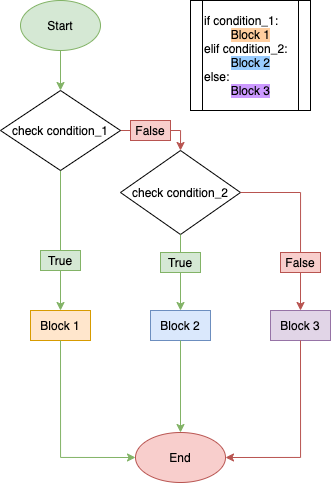 Start
if condition_1:
Block 1
elif condition_2:
Block 2
else:
Block 3
check condition_1
False
check condition_2
True
True
False
Block 1
Block 2
Block 3
End